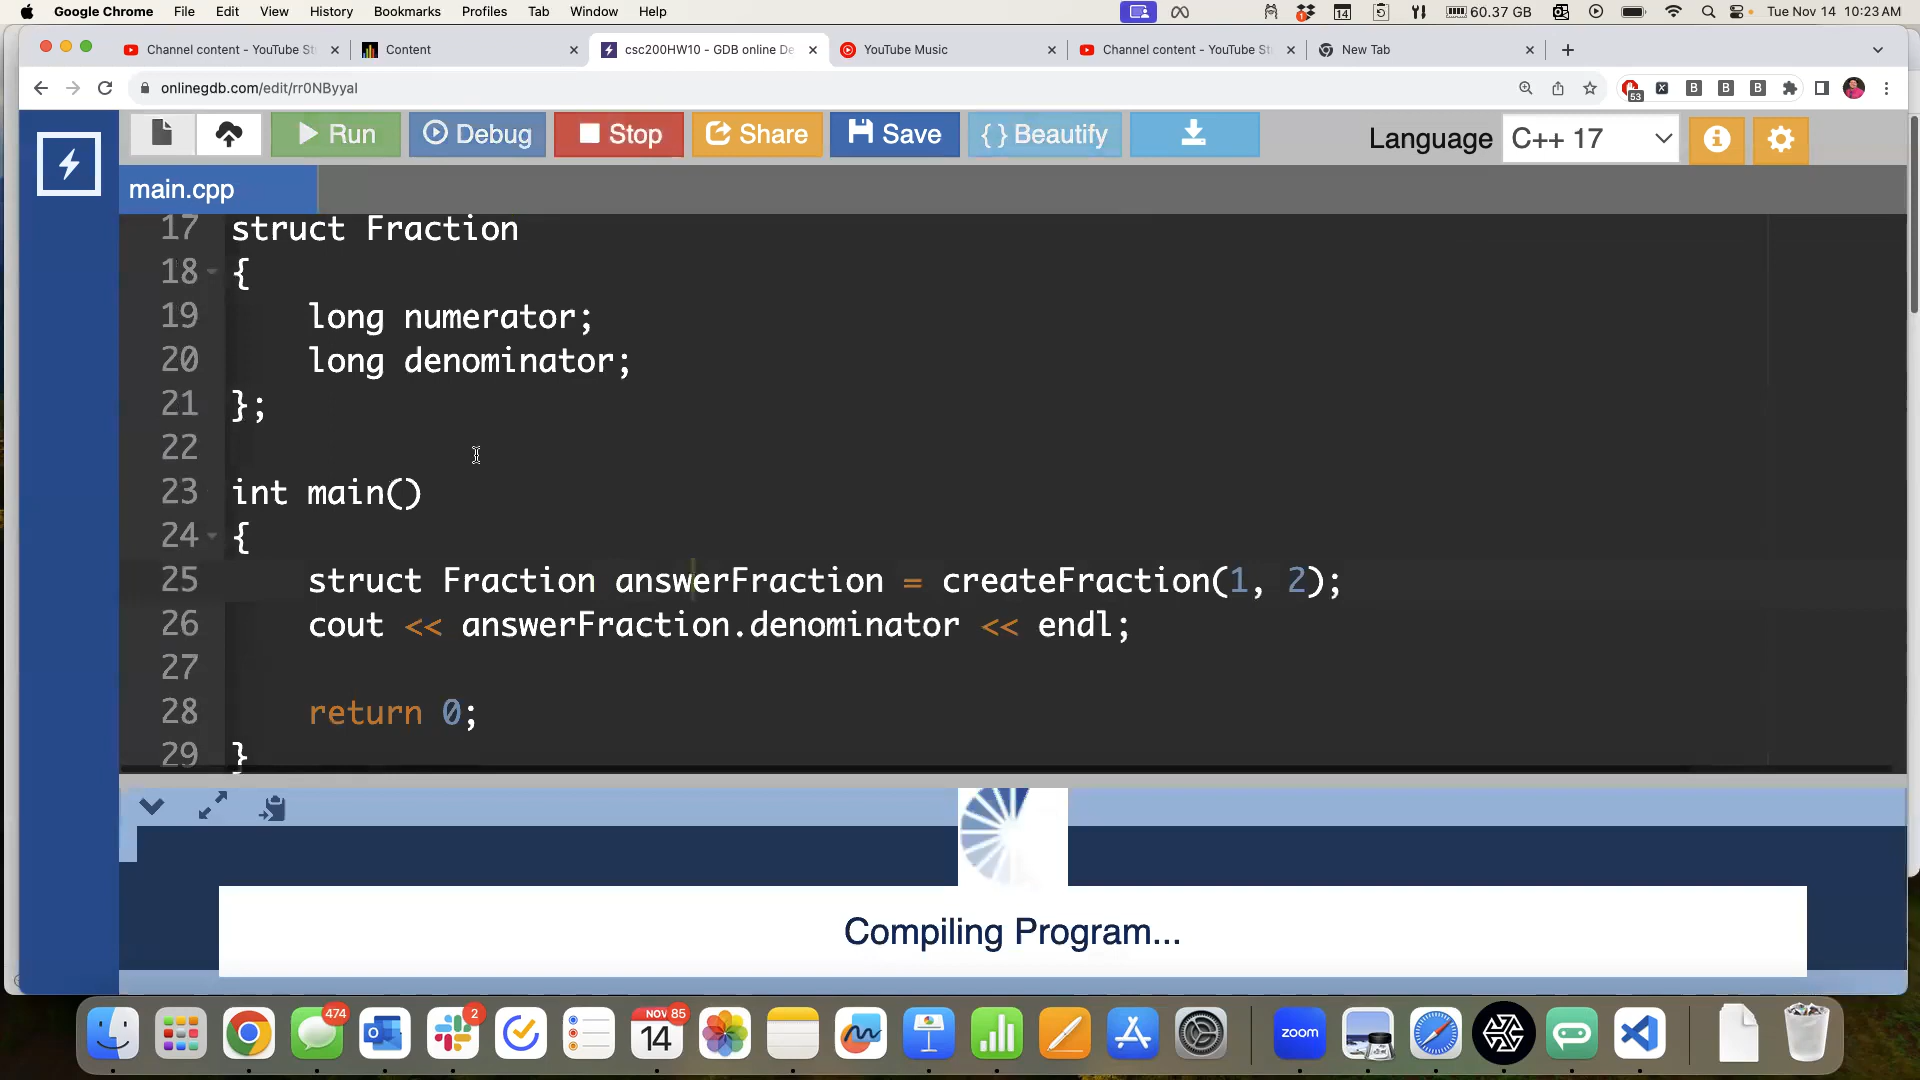 Google Chrome File Edit View History Bookmarks Profiles Tab Window Help 14 60.37 GB Tue Nov 14 10:23 AM
Channel content - YouTube St Content csc200HW10 - GDB online De YouTube Music Channel content - YouTube St New Tab
onlinegdb.com/edit/rr0NByyal 53 B B B
Run Debug Stop Share Save { } Beautify Language C++ 17
main.cpp
17 struct Fraction
18 {
19 long numerator;
20 long denominator;
21 };
22
23 int main()
24 {
25 struct Fraction answerFraction = createFraction(1, 2);
26 cout << answerFraction.denominator << endl;
27
28 return 0;
29 }
Compiling Program...
474 2 NOV 85
14 zoom